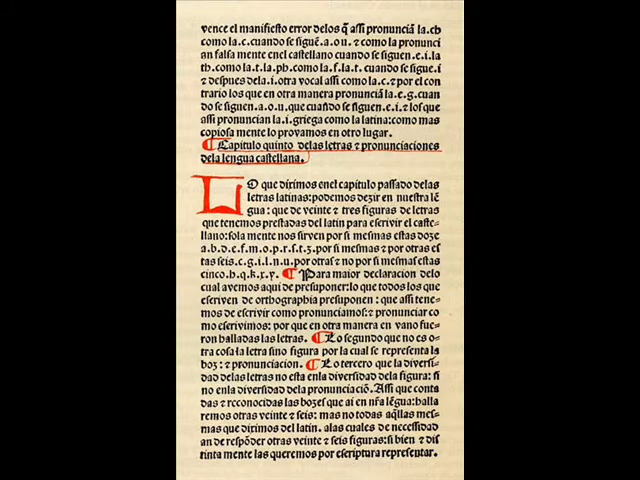 vence el manifiesto error delos q̃ assi pronunciã la.ch
como la.c.cuando se siguẽ.a.o.u. ⁊ como la pronunci
an falsa mente enel castellano cuando se siguen.e.i.la
th.como la.t.la.ph.como la.f.la.t. cuando se sigue.i
⁊ despues dela.i.otra vocal assi como la.c.⁊ por el con
trario los que en otra manera pronunciã la.e.g.cuan
do se siguen.a.o.u.que cuãdo se siguen.e.i.⁊ los que
assi pronuncian la.i.griega como la latina:como mas
copiosa mente lo provamos en otro lugar.
¶ Capitulo quinto delas letras ⁊ pronunciaciones
dela lengua castellana.
LO que diximos enel capitulo passado delas
letras latinas:podemos dezir en nuestra lẽ
gua : que de veinte ⁊ tres figuras de letras
que tenemos prestadas del latin para escrivir el caste-
llano:sola mente nos sirven por si mesmas estas doze
a.b.d.e.f.m.o.p.r.s.t.z.por si mesmas ⁊ por otras es
tas seis.c.g.i.l.n.u.por otras ⁊ no por si mesmas estas
cinco.h.q.k.x.y. ¶ Para maior declaracion delo
cual avemos aqui de presuponer:lo que todos los que
escriven de orthographia presuponen : que assi tene-
mos de escrivir como pronunciamos:⁊ pronunciar co
mo escrivimos: por que en otra manera en vano fue-
ron halladas las letras. ¶ Lo segundo que no es o-
tra cosa la letra sino figura por la cual se representa la
boz: ⁊ pronunciacion. ¶ Lo tercero que la diversi-
dad delas letras no esta enla diversidad dela figura: si
no enla diversidad dela pronunciaciõ. Assi que conta
das ⁊ reconocidas las bozes que ai en nr̃a lẽgua:halla
remos otras veinte ⁊ seis: mas no todas aq̃llas mes-
mas que diximos del latin. alas cuales de necessidad
an de respõder otras veinte ⁊ seis figuras:si bien ⁊ dis
tinta mente las queremos por escriptura representar.